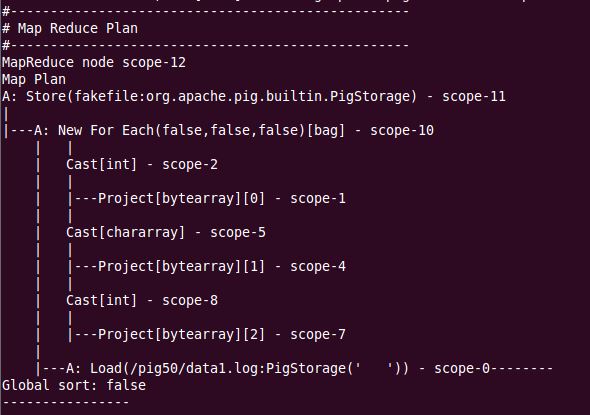 #--------------------------------------------------
# Map Reduce Plan
#--------------------------------------------------
MapReduce node scope-12
Map Plan
A: Store(fakefile:org.apache.pig.builtin.PigStorage) - scope-11
|
|---A: New For Each(false,false,false)[bag] - scope-10
    |   |
    |   Cast[int] - scope-2
    |   |
    |   |---Project[bytearray][0] - scope-1
    |   |
    |   Cast[chararray] - scope-5
    |   |
    |   |---Project[bytearray][1] - scope-4
    |   |
    |   Cast[int] - scope-8
    |   |
    |   |---Project[bytearray][2] - scope-7
    |
    |---A: Load(/pig50/data1.log:PigStorage('   ')) - scope-0--------
Global sort: false
----------------